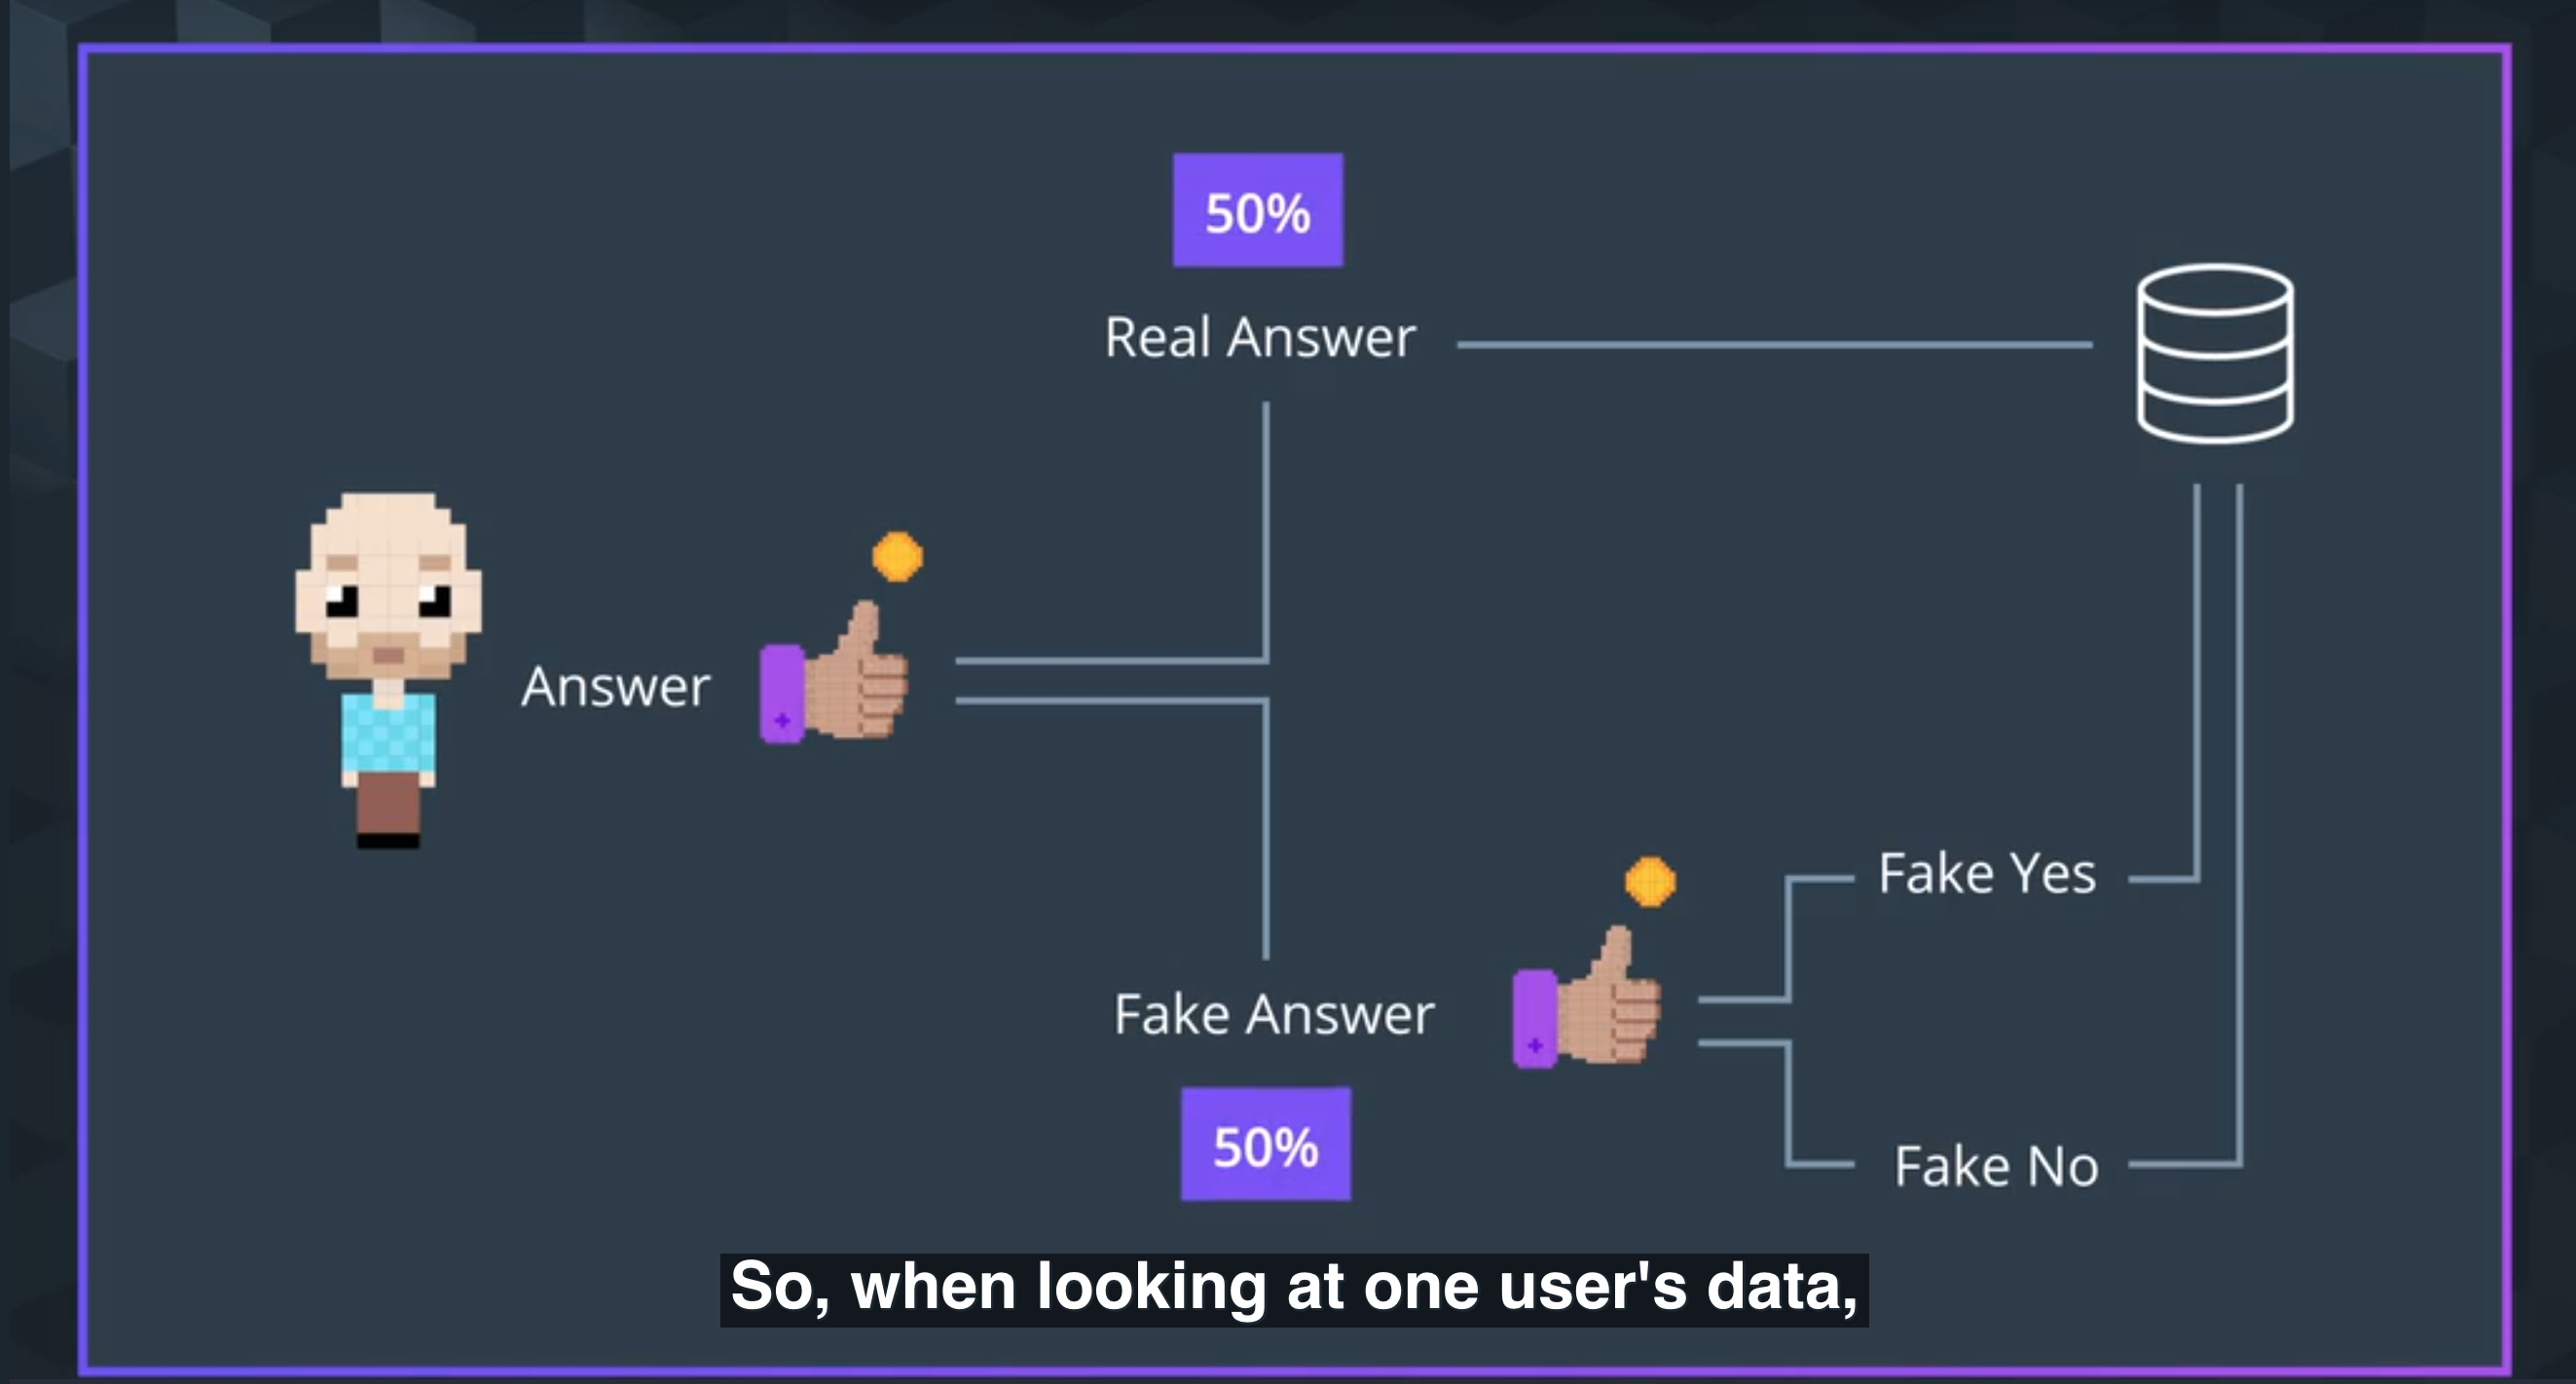 50%
Real Answer
Answer
Fake Yes
Fake Answer
50%
Fake No
So, when looking at one user's data,